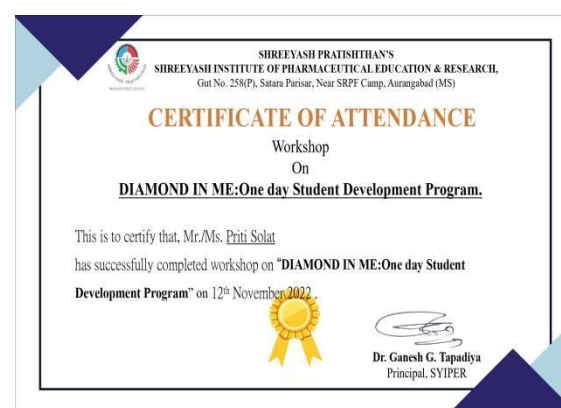 SHREEYASH PRATISHTHAN'S
SHREEYASH INSTITUTE OF PHARMACEUTICAL EDUCATION & RESEARCH,
Gut No. 258(P), Satara Parisar, Near SRPF Camp, Aurangabad (MS)
CERTIFICATE OF ATTENDANCE
Workshop
On
DIAMOND IN ME:One day Student Development Program.
This is to certify that, Mr./Ms. Priti Solat
has successfully completed workshop on "DIAMOND IN ME:One day Student
Development Program" on 12th November 2022 .
Dr. Ganesh G. Tapadiya
Principal, SYIPER